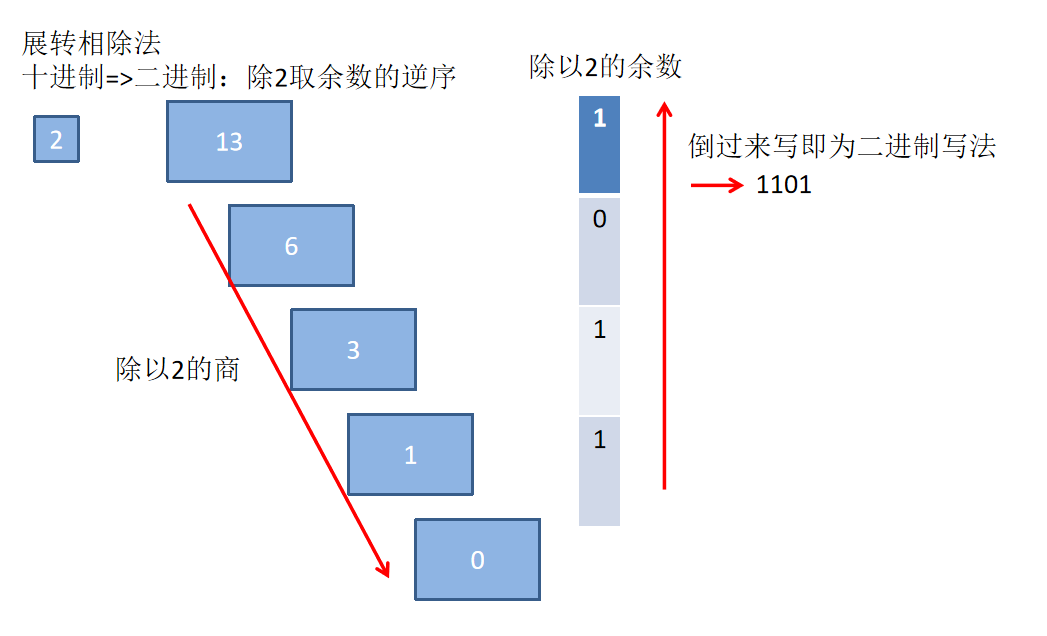 展转相除法
十进制=>二进制：除2取余数的逆序
2
13
6
3
1
0
除以2的商
除以2的余数
1
0
1
1
倒过来写即为二进制写法
1101